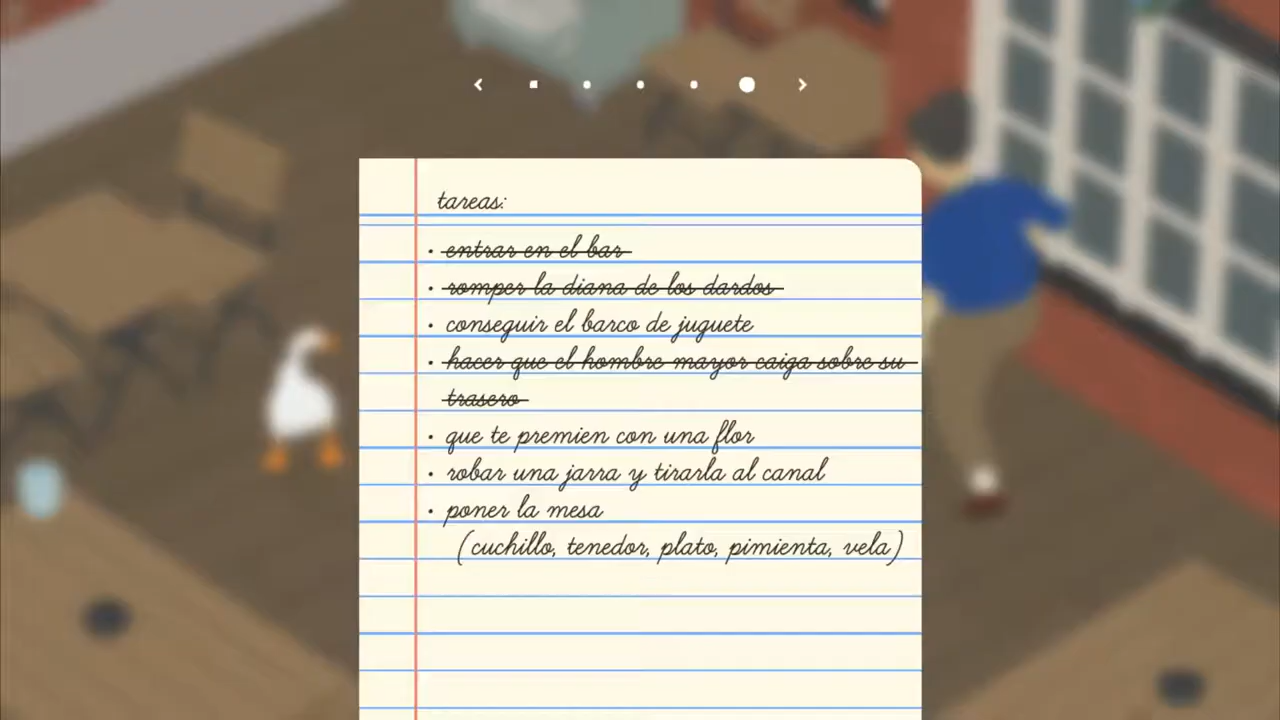 tareas:
• entrar en el bar
• romper la diana de los dardos
• conseguir el barco de juguete
• hacer que el hombre mayor caiga sobre su
trasero
• que te premien con una flor
• robar una jarra y tirarla al canal
• poner la mesa
(cuchillo, tenedor, plato, pimienta, vela)